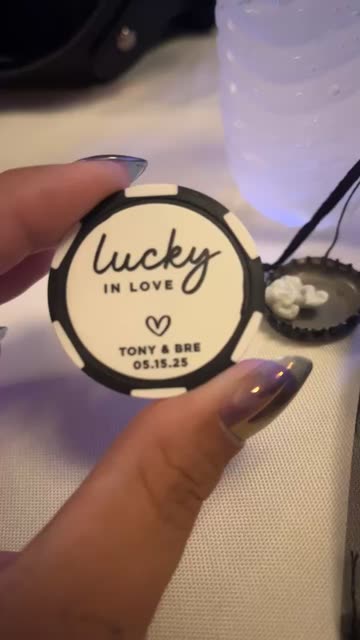 lucky
IN LOVE
TONY & BRE
05.15.25